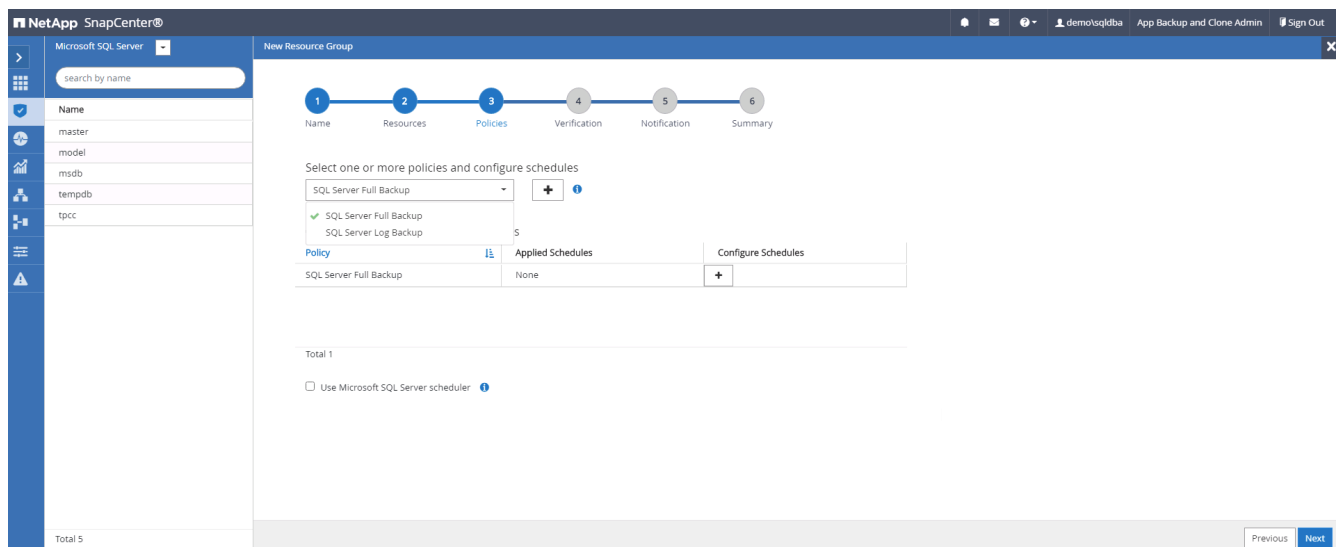 NetApp SnapCenter®
demo\sqldba App Backup and Clone Admin Sign Out
Microsoft SQL Server
search by name
Name
master
model
msdb
tempdb
tpcc
Total 5
New Resource Group
1 2 3 4 5 6
Name Resources Policies Verification Notification Summary
Select one or more policies and configure schedules
SQL Server Full Backup
SQL Server Full Backup
SQL Server Log Backup
s
Policy Applied Schedules Configure Schedules
SQL Server Full Backup None
Total 1
Use Microsoft SQL Server scheduler
Previous Next